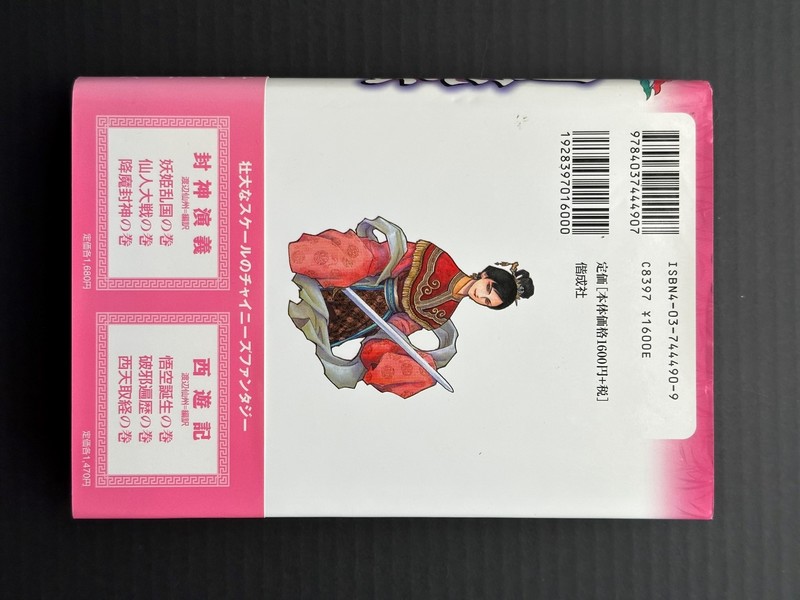 9784037444907
1928397016000
ISBN4-03-744490-9
C8397 ¥1600E
定価[本体価格1600円+税]
偕成社
壮大なスケールのチャイニーズファンタジー
封神演義
渡辺仙州=編訳
妖姫乱国の巻
仙人大戦の巻
降魔封神の巻
定価各1,680円
西遊記
渡辺仙州=編訳
悟空誕生の巻
破邪遍歴の巻
西天取経の巻
定価各1,470円